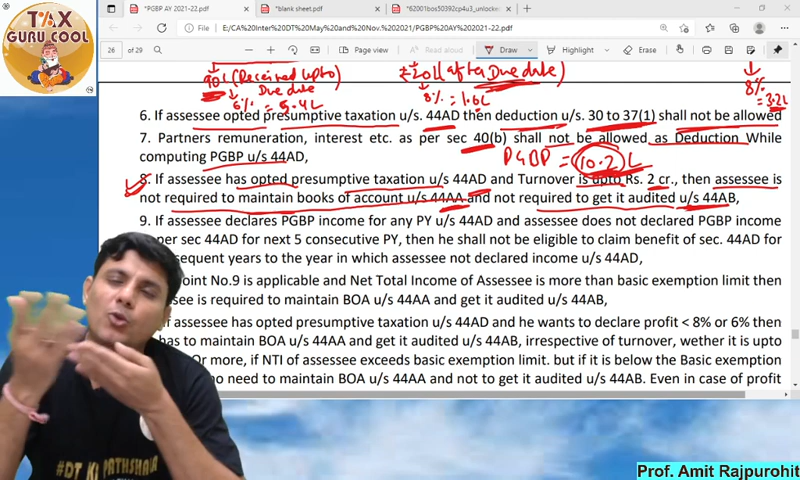 TAX
GURU COOL
*PGBP AY 2021-22.pdf
*blank sheet.pdf
*62001bos50392cp4u3_unlocke
E:/CA%20Inter%20DT%20May%20and%20Nov.%202021/PGBP%20AY%202021-22.pdf
26 of 29
Page view
Draw
Highlight
Erase
90L (Received upto Due date)
6% = 5.4L
20L (after Due date)
8% = 1.6L
8% = 3.2L
6. If assessee opted presumptive taxation u/s. 44AD then deduction u/s. 30 to 37(1) shall not be allowed
7. Partners remuneration, interest etc. as per sec 40(b) shall not be allowed as Deduction While
computing PGBP u/s 44AD,
PGBP = 10.2 L
8. If assessee has opted presumptive taxation u/s 44AD and Turnover is upto Rs. 2 cr., then assessee is
not required to maintain books of account u/s 44AA and not required to get it audited u/s 44AB,
9. If assessee declares PGBP income for any PY u/s 44AD and assessee does not declared PGBP income
per sec 44AD for next 5 consecutive PY, then he shall not be eligible to claim benefit of sec. 44AD for
sequent years to the year in which assessee not declared income u/s 44AD,
Point No.9 is applicable and Net Total Income of Assessee is more than basic exemption limit then
see is required to maintain BOA u/s 44AA and get it audited u/s 44AB,
if assessee has opted presumptive taxation u/s 44AD and he wants to declare profit < 8% or 6% then
has to maintain BOA u/s 44AA and get it audited u/s 44AB, irrespective of turnover, wether it is upto
Or more, if NTI of assessee exceeds basic exemption limit. but if it is below the Basic exemption
no need to maintain BOA u/s 44AA and not to get it audited u/s 44AB. Even in case of profit
#DT KI PATHSHALA
Prof. Amit Rajpurohit